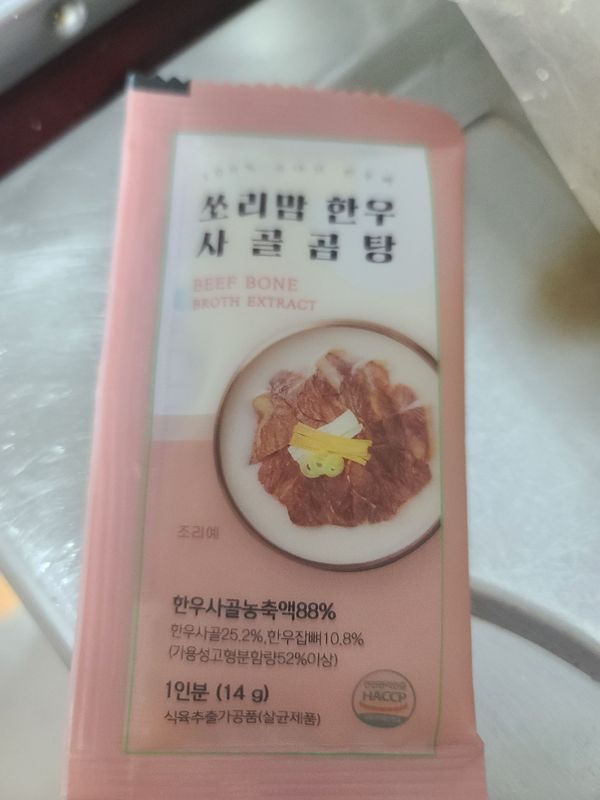 쏘리맘 한우
사골곰탕
BEEF BONE
BROTH EXTRACT
조리예
한우사골농축액88%
한우사골25.2%,한우잡뼈10.8%
(가용성고형분함량52%이상)
1인분 (14 g)
식육추출가공품(살균제품)
HACCP